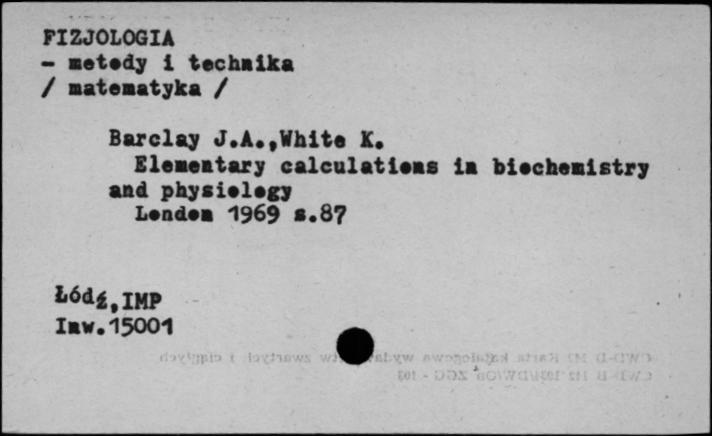 FIZJOLOGIA
- metody i technika
/ matematyka /
Barclay J.A.,White K.
Elementary calculations in biochemistry
and physiology
London 1969 s.87
Łódź,IMP
Inw.15001